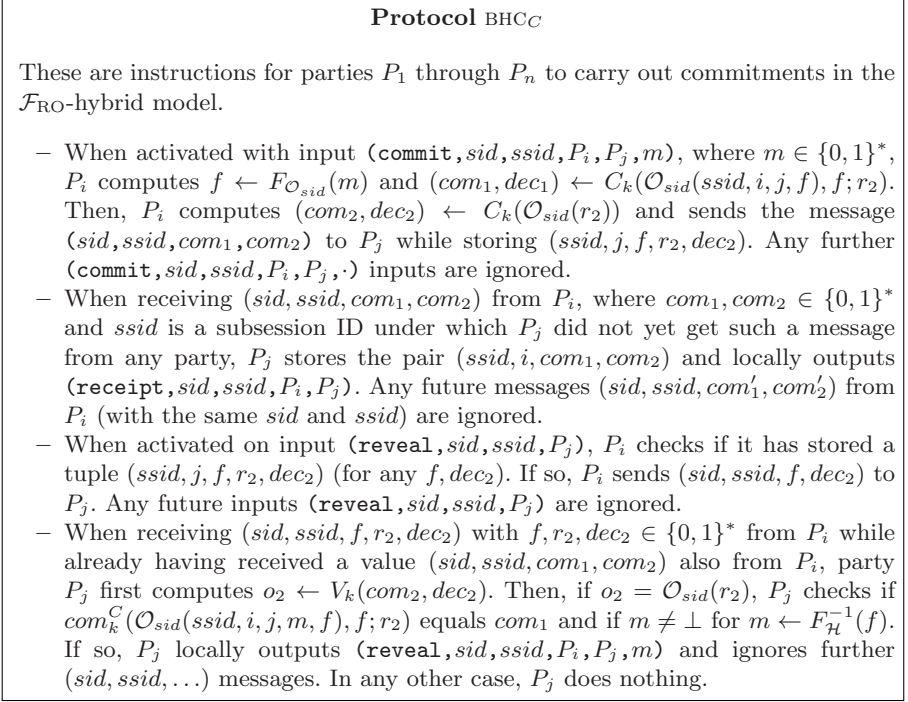 Protocol BHC_C
These are instructions for parties P_1 through P_n to carry out commitments in the
F_RO-hybrid model.
– When activated with input (commit,sid,ssid,P_i,P_j,m), where m ∈ {0,1}*,
P_i computes f ← F_{O_sid}(m) and (com_1, dec_1) ← C_k(O_sid(ssid, i, j, f), f; r_2).
Then, P_i computes (com_2, dec_2) ← C_k(O_sid(r_2)) and sends the message
(sid,ssid,com_1,com_2) to P_j while storing (ssid, j, f, r_2, dec_2). Any further
(commit,sid,ssid,P_i,P_j,·) inputs are ignored.
– When receiving (sid, ssid, com_1, com_2) from P_i, where com_1, com_2 ∈ {0,1}*
and ssid is a subsession ID under which P_j did not yet get such a message
from any party, P_j stores the pair (ssid, i, com_1, com_2) and locally outputs
(receipt,sid,ssid,P_i,P_j). Any future messages (sid, ssid, com′_1, com′_2) from
P_i (with the same sid and ssid) are ignored.
– When activated on input (reveal,sid,ssid,P_j), P_i checks if it has stored a
tuple (ssid, j, f, r_2, dec_2) (for any f, dec_2). If so, P_i sends (sid, ssid, f, dec_2) to
P_j. Any future inputs (reveal,sid,ssid,P_j) are ignored.
– When receiving (sid, ssid, f, r_2, dec_2) with f, r_2, dec_2 ∈ {0,1}* from P_i while
already having received a value (sid, ssid, com_1, com_2) also from P_i, party
P_j first computes o_2 ← V_k(com_2, dec_2). Then, if o_2 = O_sid(r_2), P_j checks if
com_k^C(O_sid(ssid, i, j, m, f), f; r_2) equals com_1 and if m ≠ ⊥ for m ← F_H^{-1}(f).
If so, P_j locally outputs (reveal,sid,ssid,P_i,P_j,m) and ignores further
(sid, ssid, ...) messages. In any other case, P_j does nothing.